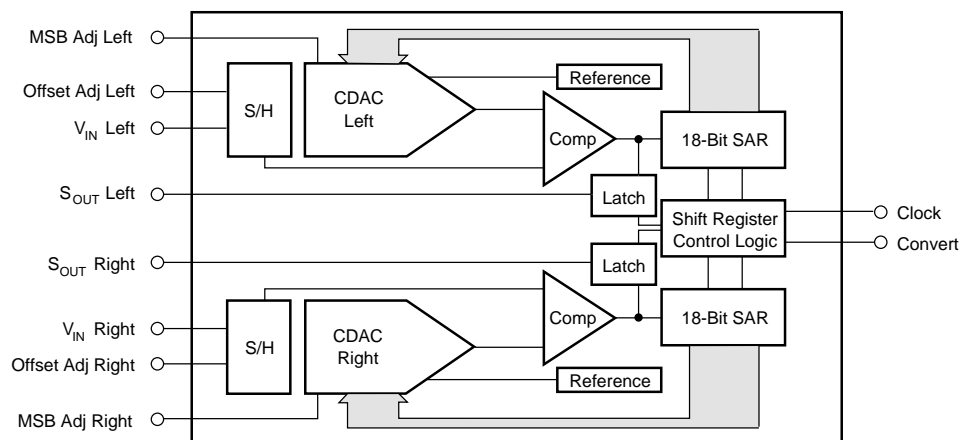 MSB Adj Left
Offset Adj Left
V_IN Left
S_OUT Left
S_OUT Right
V_IN Right
Offset Adj Right
MSB Adj Right
S/H
CDAC
Left
Reference
Comp
18-Bit SAR
Latch
Shift Register
Control Logic
Clock
Convert
Latch
S/H
CDAC
Right
Comp
18-Bit SAR
Reference